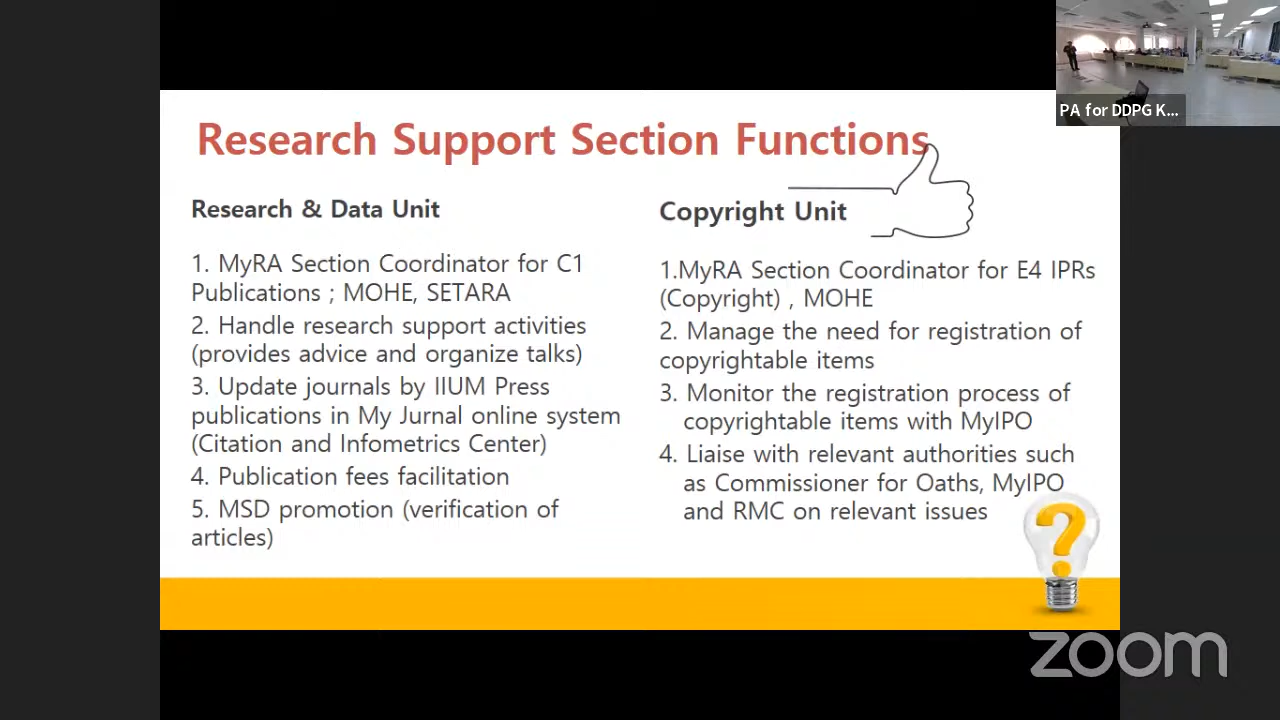 PA for DDPG K...
Research Support Section Functions
Research & Data Unit
1. MyRA Section Coordinator for C1
Publications ; MOHE, SETARA
2. Handle research support activities
(provides advice and organize talks)
3. Update journals by IIUM Press
publications in My Jurnal online system
(Citation and Infometrics Center)
4. Publication fees facilitation
5. MSD promotion (verification of
articles)
Copyright Unit
1.MyRA Section Coordinator for E4 IPRs
(Copyright) , MOHE
2. Manage the need for registration of
copyrightable items
3. Monitor the registration process of
copyrightable items with MyIPO
4. Liaise with relevant authorities such
as Commissioner for Oaths, MyIPO
and RMC on relevant issues
zoom